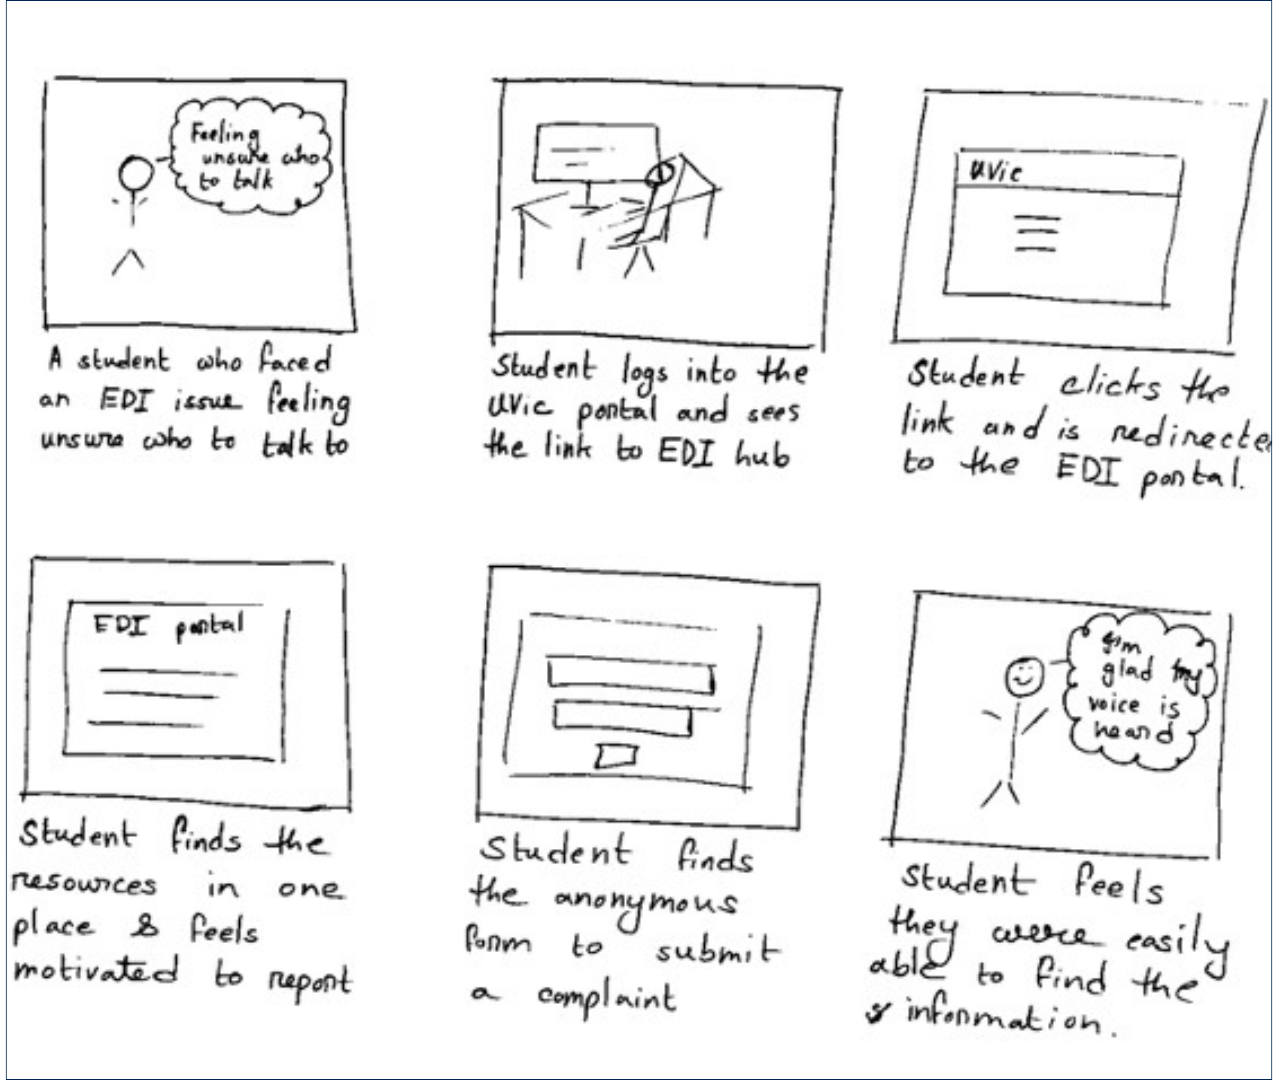 Feeling
unsure who
to talk
A student who faced
an EDI issue feeling
unsure who to talk to
Student logs into the
UVic portal and sees
the link to EDI hub
UVic
Student clicks the
link and is redirecte
to the EDI portal.
EDI portal
Student finds the
resources in one
place & feels
motivated to report
Student finds
the anonymous
form to submit
a complaint
I'm
glad my
voice is
heard
Student feels
they were easily
able to find the
information.